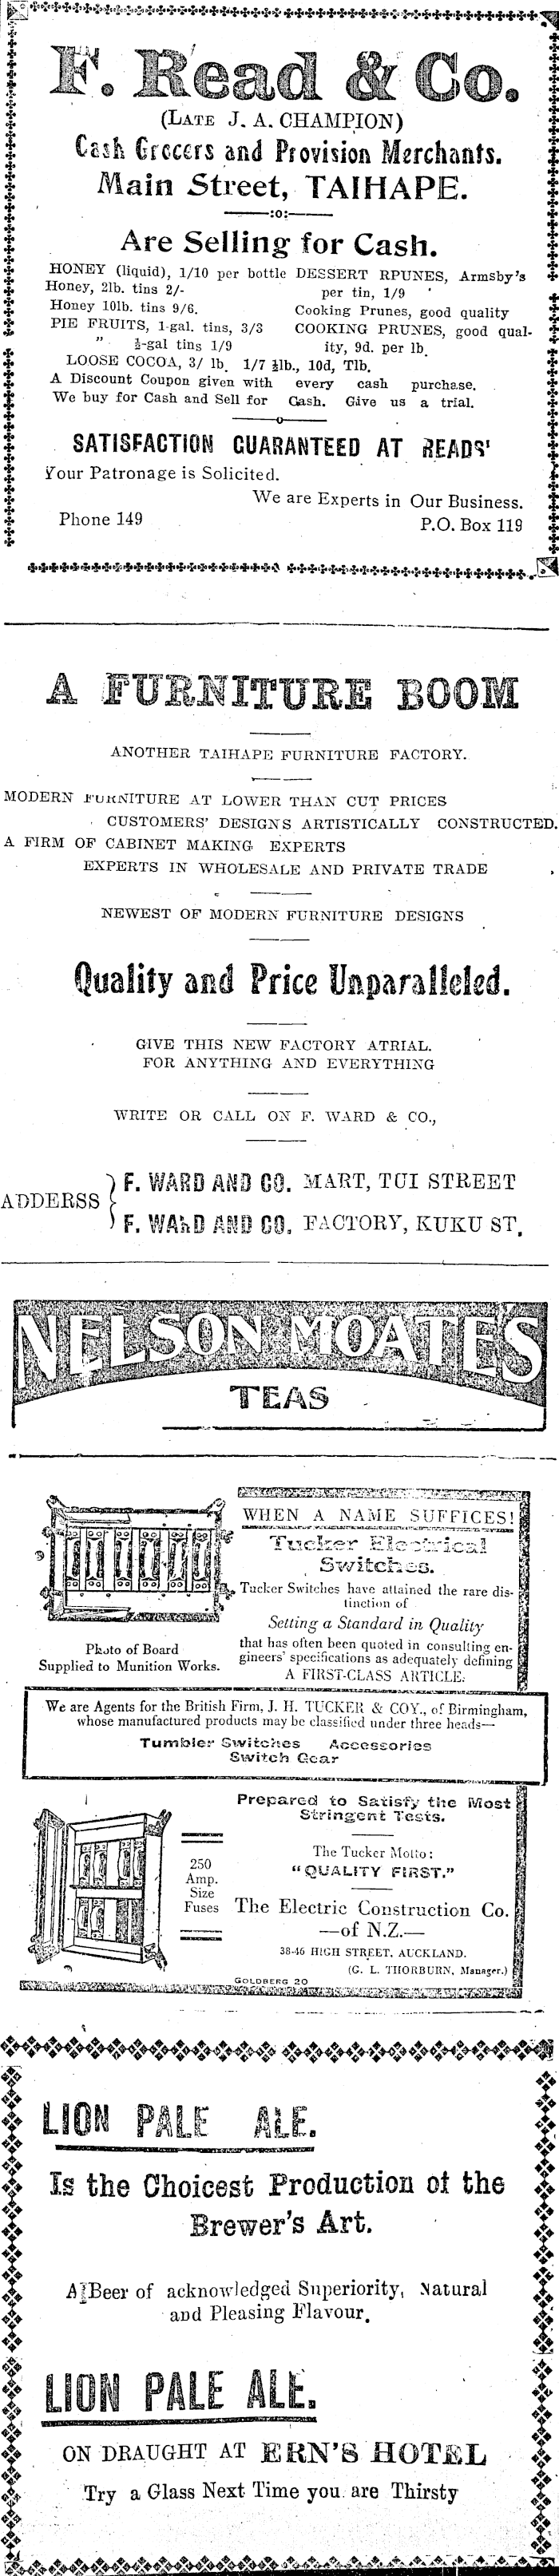 F. Read & Co.
(LATE J. A. CHAMPION)
Cash Grocers and Provision Merchants.
Main Street, TAIHAPE.
:o:
Are Selling for Cash.
HONEY (liquid), 1/10 per bottle
Honey, 2lb. tins 2/-
Honey 10lb. tins 9/6.
PIE FRUITS, 1-gal. tins, 3/3
" ½-gal tins 1/9
DESSERT RPUNES, Armsby's
per tin, 1/9
Cooking Prunes, good quality
COOKING PRUNES, good qual-
ity, 9d. per lb.
LOOSE COCOA, 3/ lb. 1/7 ½lb., 10d, Tlb.
A Discount Coupon given with every cash purchase.
We buy for Cash and Sell for Cash. Give us a trial.
o
SATISFACTION GUARANTEED AT READS'
Your Patronage is Solicited.
We are Experts in Our Business.
Phone 149 P.O. Box 119
A FURNITURE BOOM
ANOTHER TAIHAPE FURNITURE FACTORY.
MODERN FURNITURE AT LOWER THAN CUT PRICES
CUSTOMERS' DESIGNS ARTISTICALLY CONSTRUCTED.
A FIRM OF CABINET MAKING EXPERTS
EXPERTS IN WHOLESALE AND PRIVATE TRADE
NEWEST OF MODERN FURNITURE DESIGNS
Quality and Price Unparalleled.
GIVE THIS NEW FACTORY ATRIAL.
FOR ANYTHING AND EVERYTHING
WRITE OR CALL ON F. WARD & CO.,
ADDERSS
F. WARD AND CO. MART, TUI STREET
F. WARD AND CO. FACTORY, KUKU ST.
NELSON MOATE'S
TEAS
WHEN A NAME SUFFICES!
Tucker Electrical
Switches.
Tucker Switches have attained the rare dis-
tinction of
Setting a Standard in Quality
that has often been quoted in consulting en-
gineers' specifications as adequately defining
A FIRST-CLASS ARTICLE.
Photo of Board
Supplied to Munition Works.
We are Agents for the British Firm, J. H. TUCKER & COY., of Birmingham,
whose manufactured products may be classified under three heads—
Tumbler Switches Accessories
Switch Gear
Prepared to Satisfy the Most
Stringent Tests.
The Tucker Motto:
"QUALITY FIRST."
250
Amp.
Size
Fuses
The Electric Construction Co.
—of N.Z.—
38-46 HIGH STREET, AUCKLAND.
(G. L. THORBURN, Manager.)
GOLDBERG 20
LION PALE ALE.
Is the Choicest Production of the
Brewer's Art.
A Beer of acknowledged Superiority, Natural
and Pleasing Flavour.
LION PALE ALE.
ON DRAUGHT AT ERN'S HOTEL
Try a Glass Next Time you are Thirsty